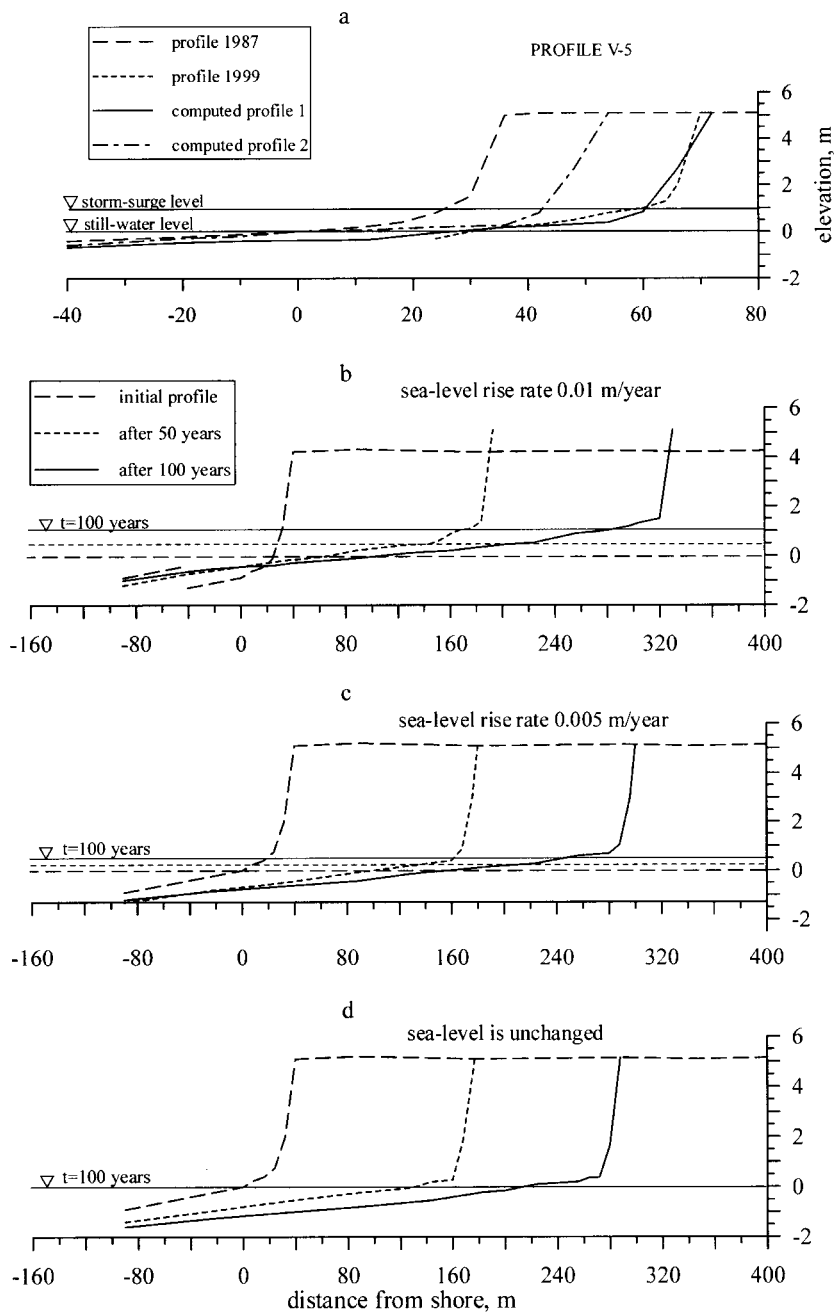 a
profile 1987
profile 1999
computed profile 1
computed profile 2
PROFILE V-5
storm-surge level
still-water level
6
4
2
0
-2
elevation, m
-40
-20
0
20
40
60
80
b
initial profile
after 50 years
after 100 years
sea-level rise rate 0.01 m/year
t=100 years
6
4
2
0
-2
-160
-80
0
80
160
240
320
400
c
sea-level rise rate 0.005 m/year
t=100 years
6
4
2
0
-2
-160
-80
0
80
160
240
320
400
d
sea-level is unchanged
t=100 years
6
4
2
0
-2
-160
-80
0
80
160
240
320
400
distance from shore, m